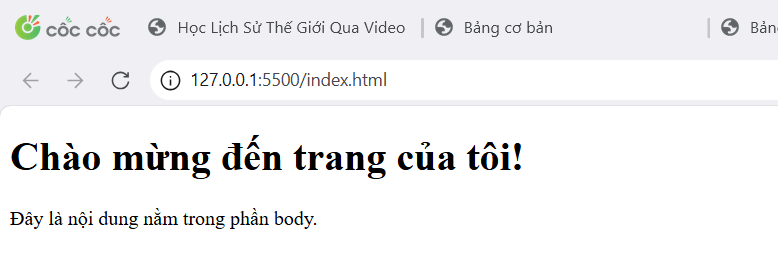 cốc cốc Học Lịch Sử Thế Giới Qua Video Bảng cơ bản Bản
127.0.0.1:5500/index.html
Chào mừng đến trang của tôi!
Đây là nội dung nằm trong phần body.